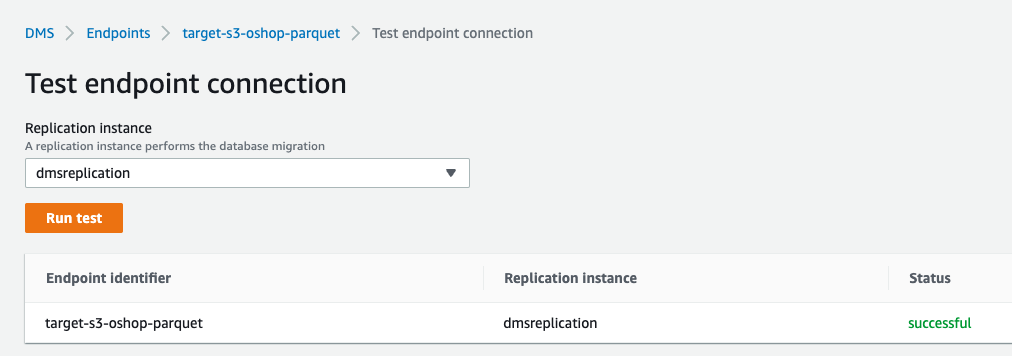 DMS > Endpoints > target-s3-oshop-parquet > Test endpoint connection
Test endpoint connection
Replication instance
A replication instance performs the database migration
dmsreplication
Run test
Endpoint identifier Replication instance Status
target-s3-oshop-parquet dmsreplication successful